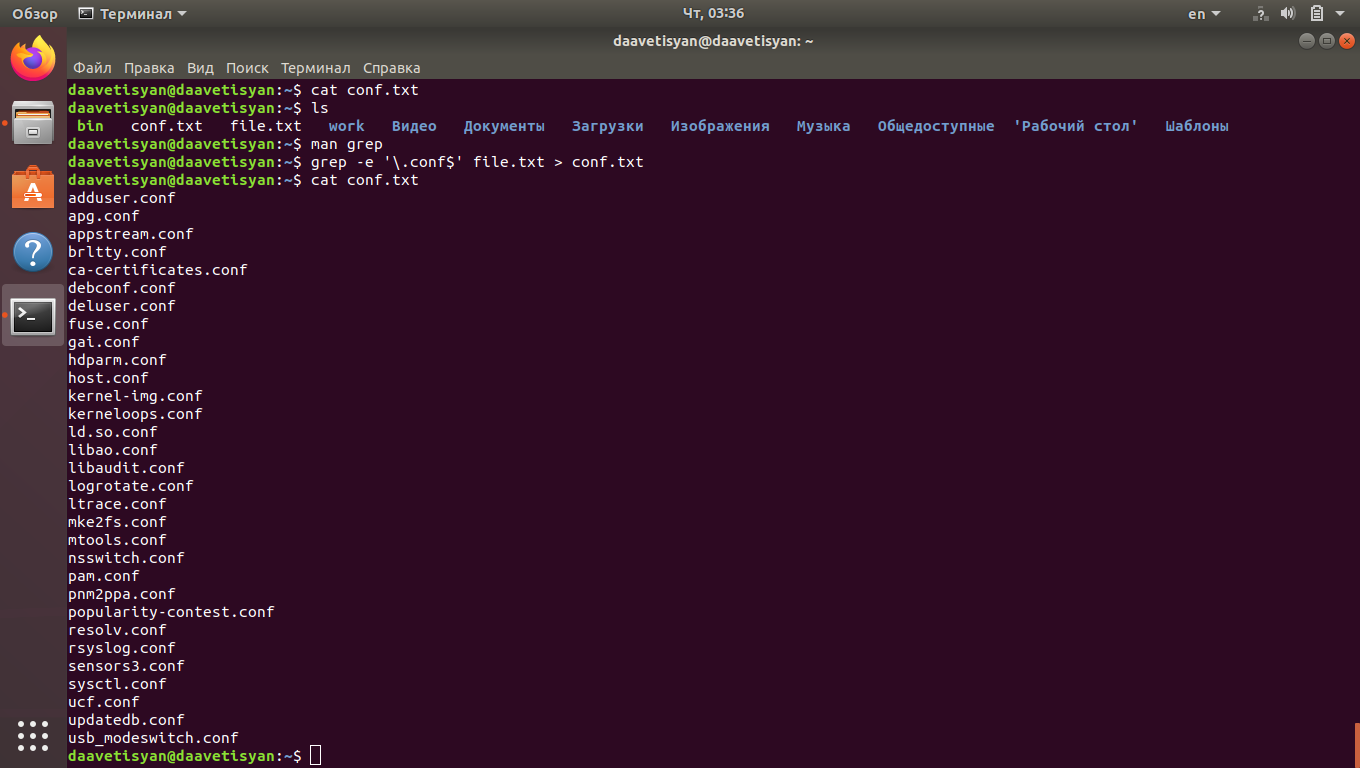 Обзор Терминал Чт, 03:36 en
daavetisyan@daavetisyan: ~
Файл Правка Вид Поиск Терминал Справка
daavetisyan@daavetisyan:~$ cat conf.txt
daavetisyan@daavetisyan:~$ ls
bin conf.txt file.txt work Видео Документы Загрузки Изображения Музыка Общедоступные 'Рабочий стол' Шаблоны
daavetisyan@daavetisyan:~$ man grep
daavetisyan@daavetisyan:~$ grep -e '\.conf$' file.txt > conf.txt
daavetisyan@daavetisyan:~$ cat conf.txt
adduser.conf
apg.conf
appstream.conf
brltty.conf
ca-certificates.conf
debconf.conf
deluser.conf
fuse.conf
gai.conf
hdparm.conf
host.conf
kernel-img.conf
kerneloops.conf
ld.so.conf
libao.conf
libaudit.conf
logrotate.conf
ltrace.conf
mke2fs.conf
mtools.conf
nsswitch.conf
pam.conf
pnm2ppa.conf
popularity-contest.conf
resolv.conf
rsyslog.conf
sensors3.conf
sysctl.conf
ucf.conf
updatedb.conf
usb_modeswitch.conf
daavetisyan@daavetisyan:~$